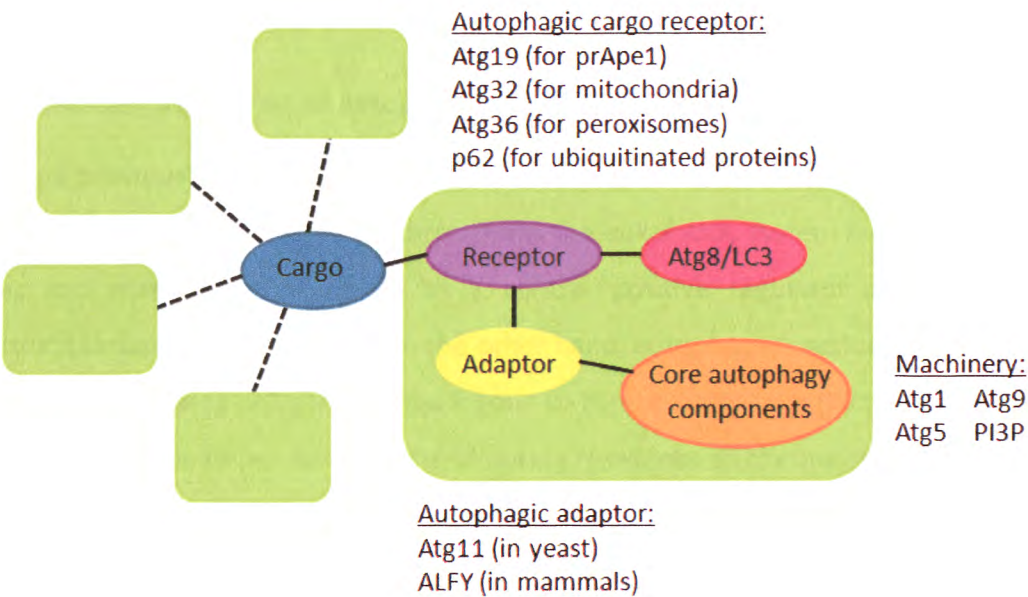 Autophagic cargo receptor:
Atg19 (for prApe1)
Atg32 (for mitochondria)
Atg36 (for peroxisomes)
p62 (for ubiquitinated proteins)
Cargo
Receptor
Atg8/LC3
Adaptor
Core autophagy
components
Machinery:
Atg1 Atg9
Atg5 PI3P
Autophagic adaptor:
Atg11 (in yeast)
ALFY (in mammals)